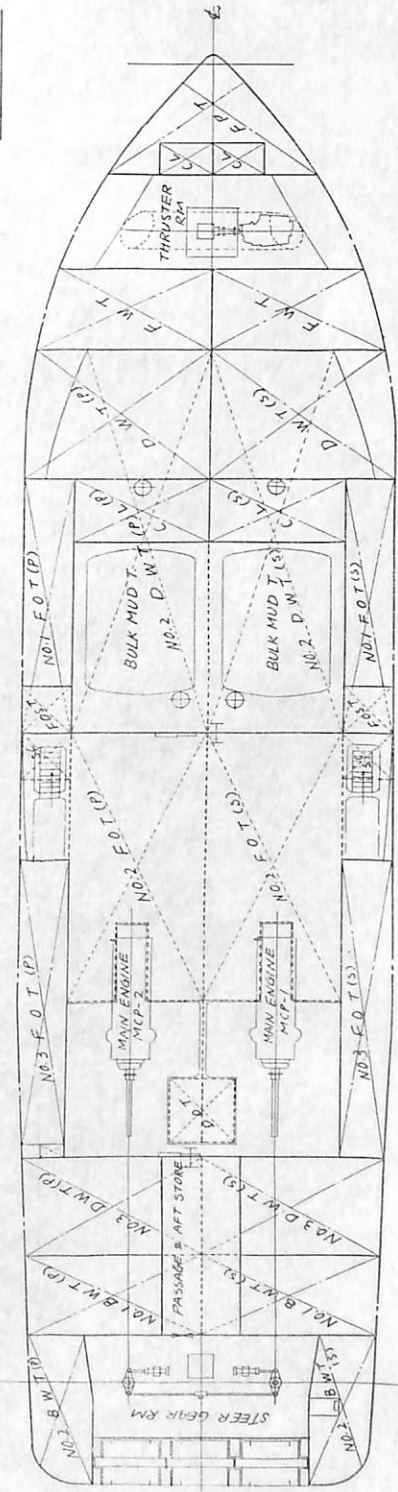 ℄
F P T
C L
C L
THRUSTER
RM
F W T
F W T
D W T (P)
D W T (S)
C L (P)
C L (S)
NO.1 F O T (P)
BULK MUD T.
NO.2 D W T (P)
BULK MUD T
NO.2 D W T (S)
NO.1 F O T (S)
NO.2 F O T (P)
NO.2 F O T (S)
NO.3 F O T (P)
MAIN ENGINE
MCP-2
MAIN ENGINE
MCP-1
NO.3 F O T (S)
NO.3 D W T (P)
PASSAGE & AFT STORE
NO.3 D W T (S)
NO.1 B W T (P)
NO.1 B W T (S)
NO.2 B W T (P)
STEER GEAR RM
NO.2 B W T (S)